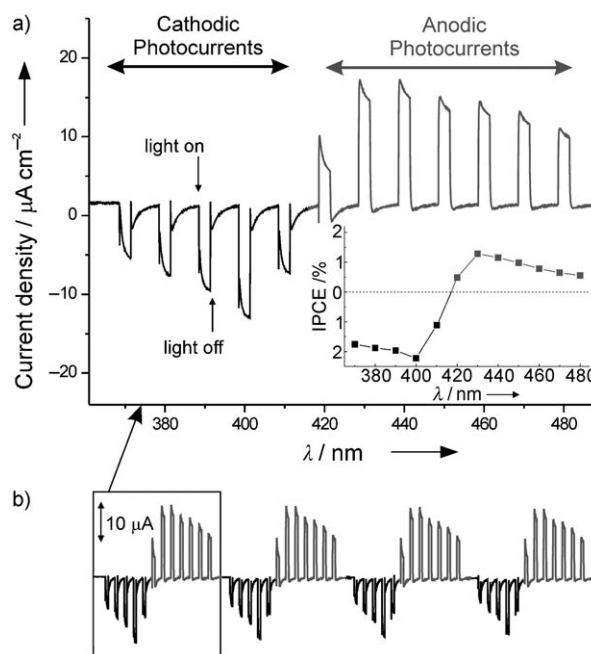 a)
Cathodic
Photocurrents
Anodic
Photocurrents
Current density / μA cm⁻²
20
10
0
−10
−20
light on
light off
IPCE /%
2
1
0
1
2
380 400 420 440 460 480
λ / nm
380 400 420 440 460 480
λ / nm
b)
10 μA